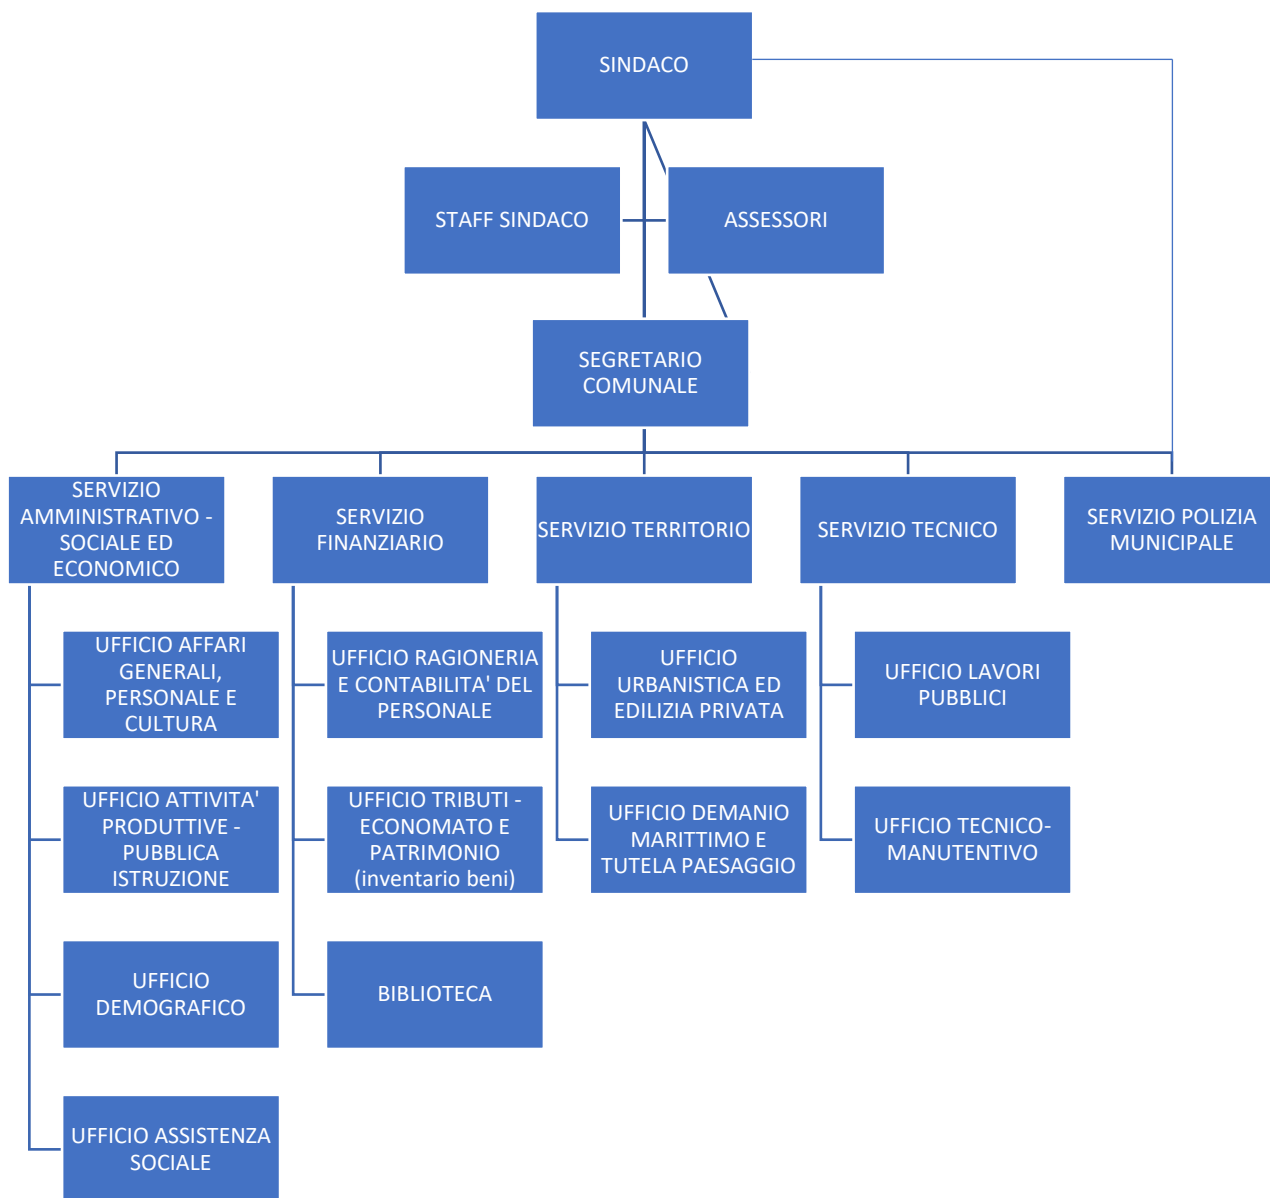 SINDACO
STAFF SINDACO
ASSESSORI
SEGRETARIO
COMUNALE
SERVIZIO
AMMINISTRATIVO -
SOCIALE ED
ECONOMICO
SERVIZIO
FINANZIARIO
SERVIZIO TERRITORIO
SERVIZIO TECNICO
SERVIZIO POLIZIA
MUNICIPALE
UFFICIO AFFARI
GENERALI,
PERSONALE E
CULTURA
UFFICIO RAGIONERIA
E CONTABILITA' DEL
PERSONALE
UFFICIO
URBANISTICA ED
EDILIZIA PRIVATA
UFFICIO LAVORI
PUBBLICI
UFFICIO ATTIVITA'
PRODUTTIVE -
PUBBLICA
ISTRUZIONE
UFFICIO TRIBUTI -
ECONOMATO E
PATRIMONIO
(inventario beni)
UFFICIO DEMANIO
MARITTIMO E
TUTELA PAESAGGIO
UFFICIO TECNICO-
MANUTENTIVO
UFFICIO
DEMOGRAFICO
BIBLIOTECA
UFFICIO ASSISTENZA
SOCIALE